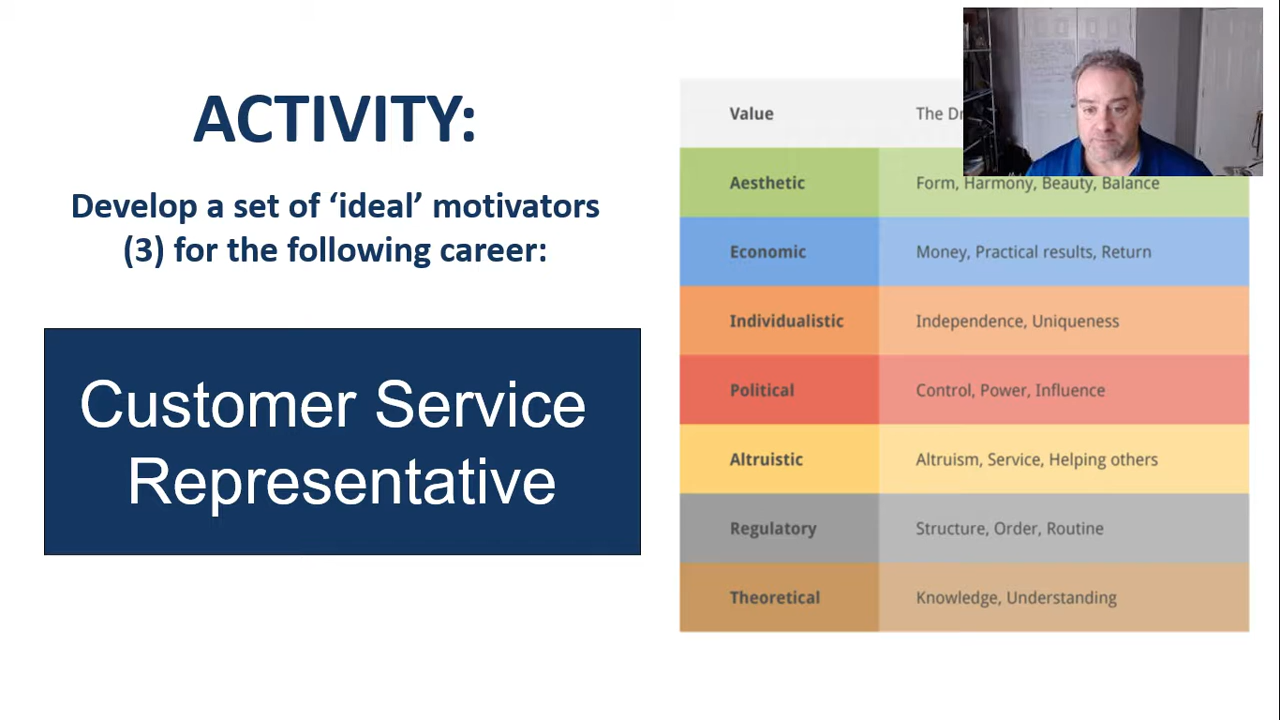 ACTIVITY:
Develop a set of ‘ideal’ motivators
(3) for the following career:
Customer Service
Representative
Value The
Aesthetic Form, Harmony, Beauty, Balance
Economic Money, Practical results, Return
Individualistic Independence, Uniqueness
Political Control, Power, Influence
Altruistic Altruism, Service, Helping others
Regulatory Structure, Order, Routine
Theoretical Knowledge, Understanding